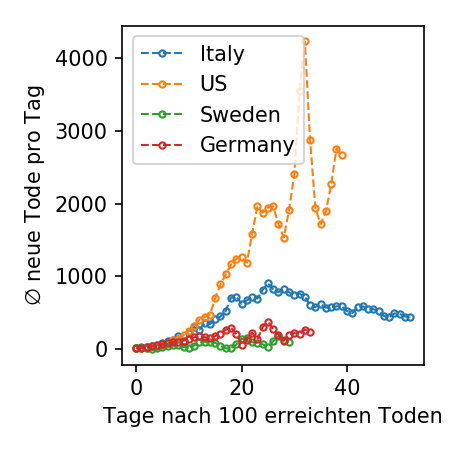 ∅ neue Tode pro Tag
4000
3000
2000
1000
0
Italy
US
Sweden
Germany
0 20 40
Tage nach 100 erreichten Toden